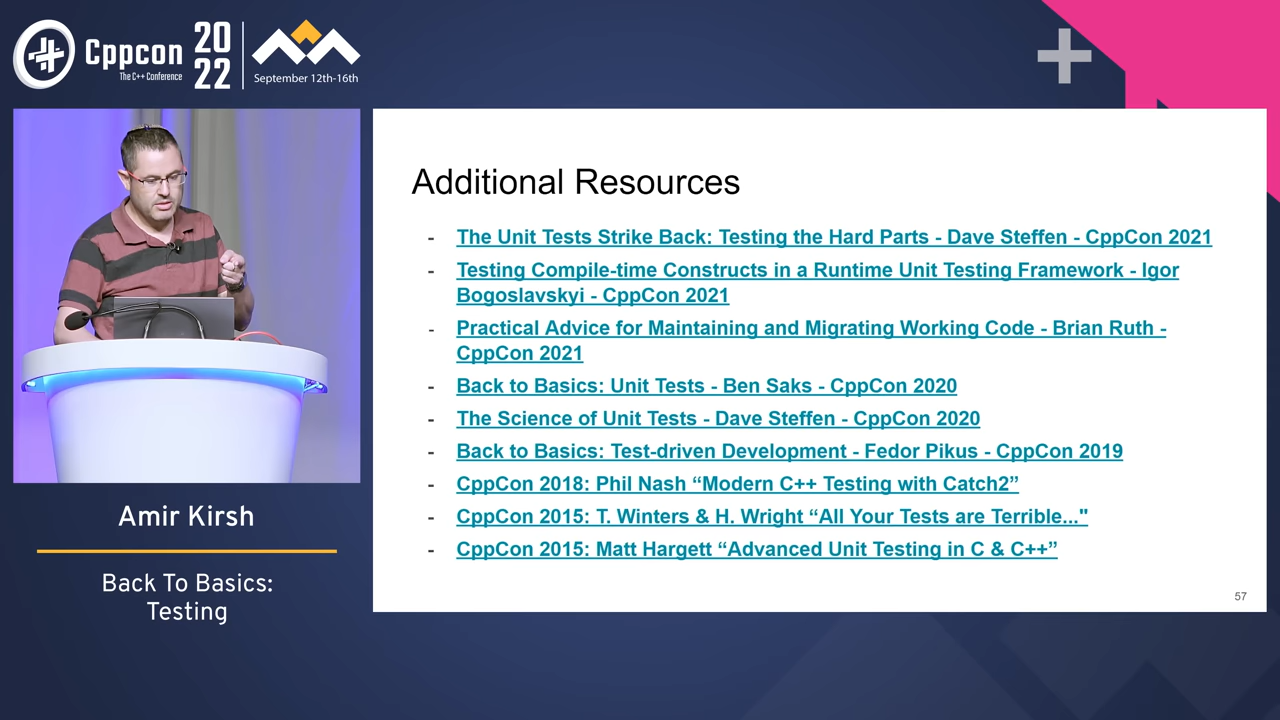 Cppcon
The C++ Conference
20
22
September 12th-16th
Additional Resources
- The Unit Tests Strike Back: Testing the Hard Parts - Dave Steffen - CppCon 2021
- Testing Compile-time Constructs in a Runtime Unit Testing Framework - Igor
Bogoslavskyi - CppCon 2021
- Practical Advice for Maintaining and Migrating Working Code - Brian Ruth -
CppCon 2021
- Back to Basics: Unit Tests - Ben Saks - CppCon 2020
- The Science of Unit Tests - Dave Steffen - CppCon 2020
- Back to Basics: Test-driven Development - Fedor Pikus - CppCon 2019
- CppCon 2018: Phil Nash “Modern C++ Testing with Catch2”
- CppCon 2015: T. Winters & H. Wright “All Your Tests are Terrible..."
- CppCon 2015: Matt Hargett “Advanced Unit Testing in C & C++”
57
Amir Kirsh
Back To Basics:
Testing